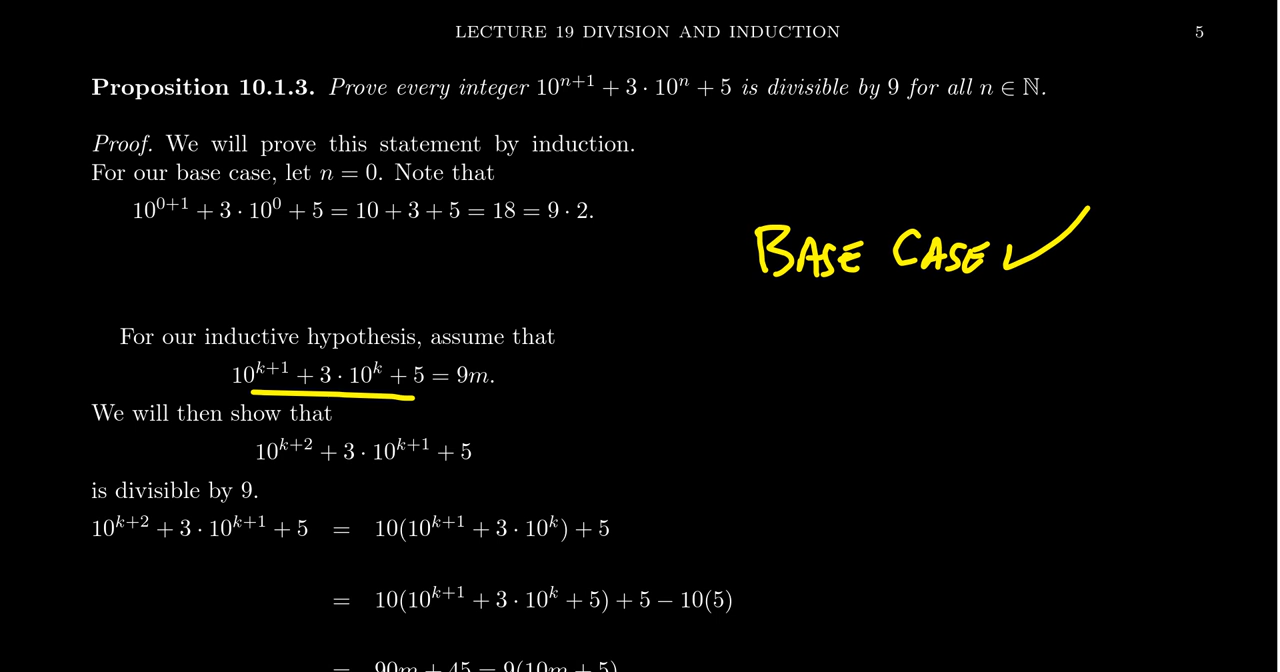 LECTURE 19 DIVISION AND INDUCTION 5
Proposition 10.1.3. Prove every integer 10^{n+1} + 3 · 10^n + 5 is divisible by 9 for all n ∈ ℕ.
Proof. We will prove this statement by induction.
For our base case, let n = 0. Note that
10^{0+1} + 3 · 10^0 + 5 = 10 + 3 + 5 = 18 = 9 · 2.
BASE CASE ✓
For our inductive hypothesis, assume that
10^{k+1} + 3 · 10^k + 5 = 9m.
We will then show that
10^{k+2} + 3 · 10^{k+1} + 5
is divisible by 9.
10^{k+2} + 3 · 10^{k+1} + 5 = 10(10^{k+1} + 3 · 10^k) + 5
= 10(10^{k+1} + 3 · 10^k + 5) + 5 − 10(5)
= 90m + 45 = 9(10m + 5)